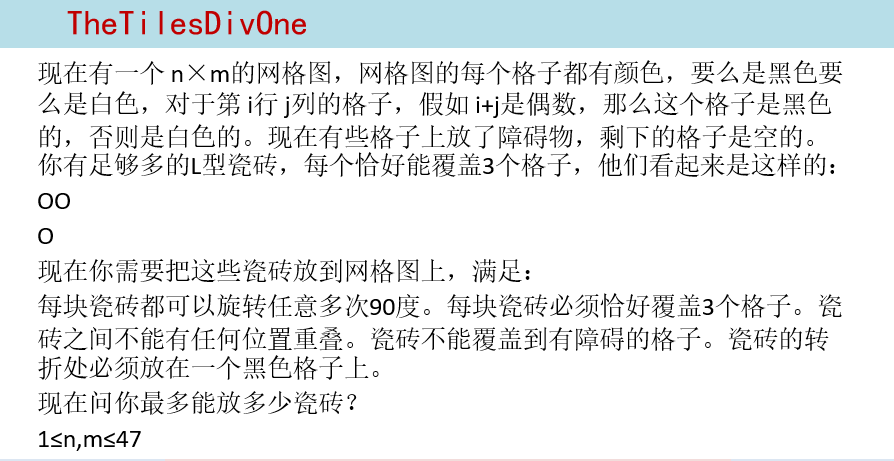 TheTilesDivOne
现在有一个 n×m的网格图，网格图的每个格子都有颜色，要么是黑色要
么是白色，对于第 i行 j列的格子，假如 i+j是偶数，那么这个格子是黑色
的，否则是白色的。现在有些格子上放了障碍物，剩下的格子是空的。
你有足够多的L型瓷砖，每个恰好能覆盖3个格子，他们看起来是这样的：
OO
O
现在你需要把这些瓷砖放到网格图上，满足：
每块瓷砖都可以旋转任意多次90度。每块瓷砖必须恰好覆盖3个格子。瓷
砖之间不能有任何位置重叠。瓷砖不能覆盖到有障碍的格子。瓷砖的转
折处必须放在一个黑色格子上。
现在问你最多能放多少瓷砖？
1≤n,m≤47